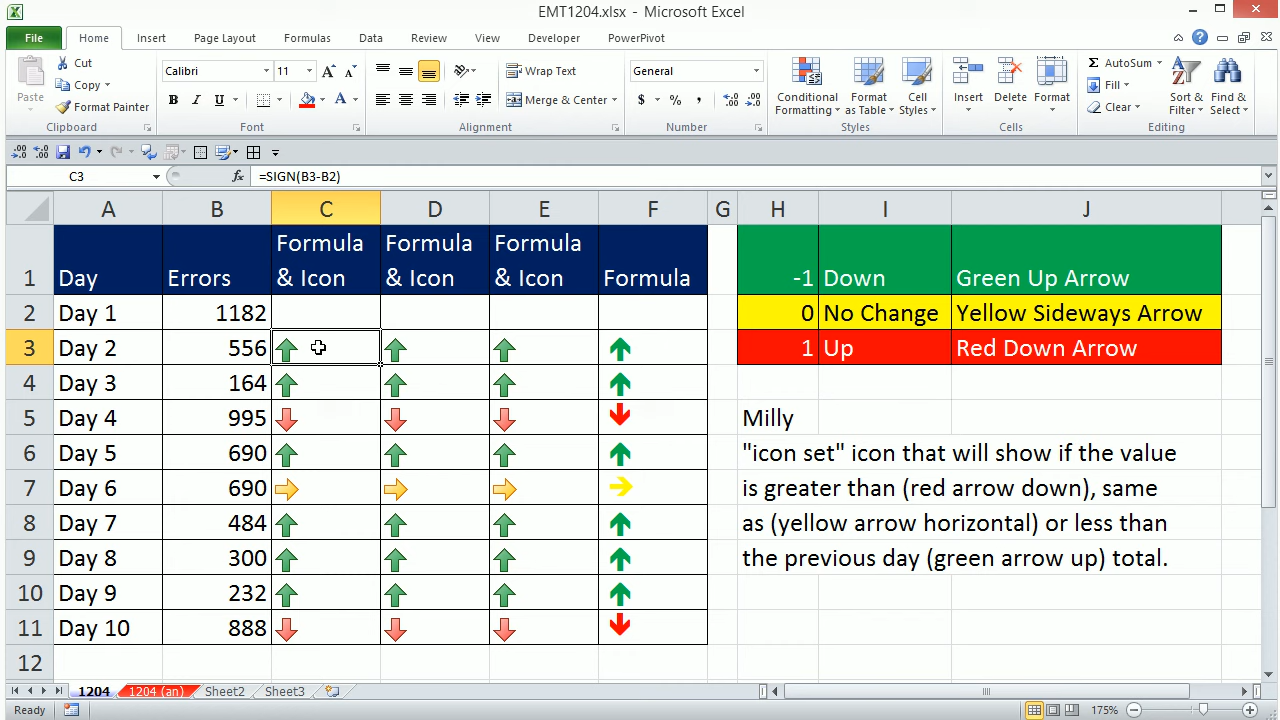 EMT1204.xlsx - Microsoft Excel
File Home Insert Page Layout Formulas Data Review View Developer PowerPivot
Paste
Cut
Copy
Format Painter
Clipboard
Calibri 11
B I U
Font
Wrap Text
Merge & Center
Alignment
General
$ % ,
Number
Conditional Formatting
Format as Table
Cell Styles
Styles
Insert Delete Format
Cells
AutoSum
Fill
Clear
Sort & Filter
Find & Select
Editing
C3 fx =SIGN(B3-B2)
A B C D E F G H I J
1 Day Errors Formula & Icon Formula & Icon Formula & Icon Formula -1 Down Green Up Arrow
2 Day 1 1182 0 No Change Yellow Sideways Arrow
3 Day 2 556 1 Up Red Down Arrow
4 Day 3 164
5 Day 4 995 Milly
6 Day 5 690 "icon set" icon that will show if the value
7 Day 6 690 is greater than (red arrow down), same
8 Day 7 484 as (yellow arrow horizontal) or less than
9 Day 8 300 the previous day (green arrow up) total.
10 Day 9 232
11 Day 10 888
12
1204 1204 (an) Sheet2 Sheet3
Ready 175%